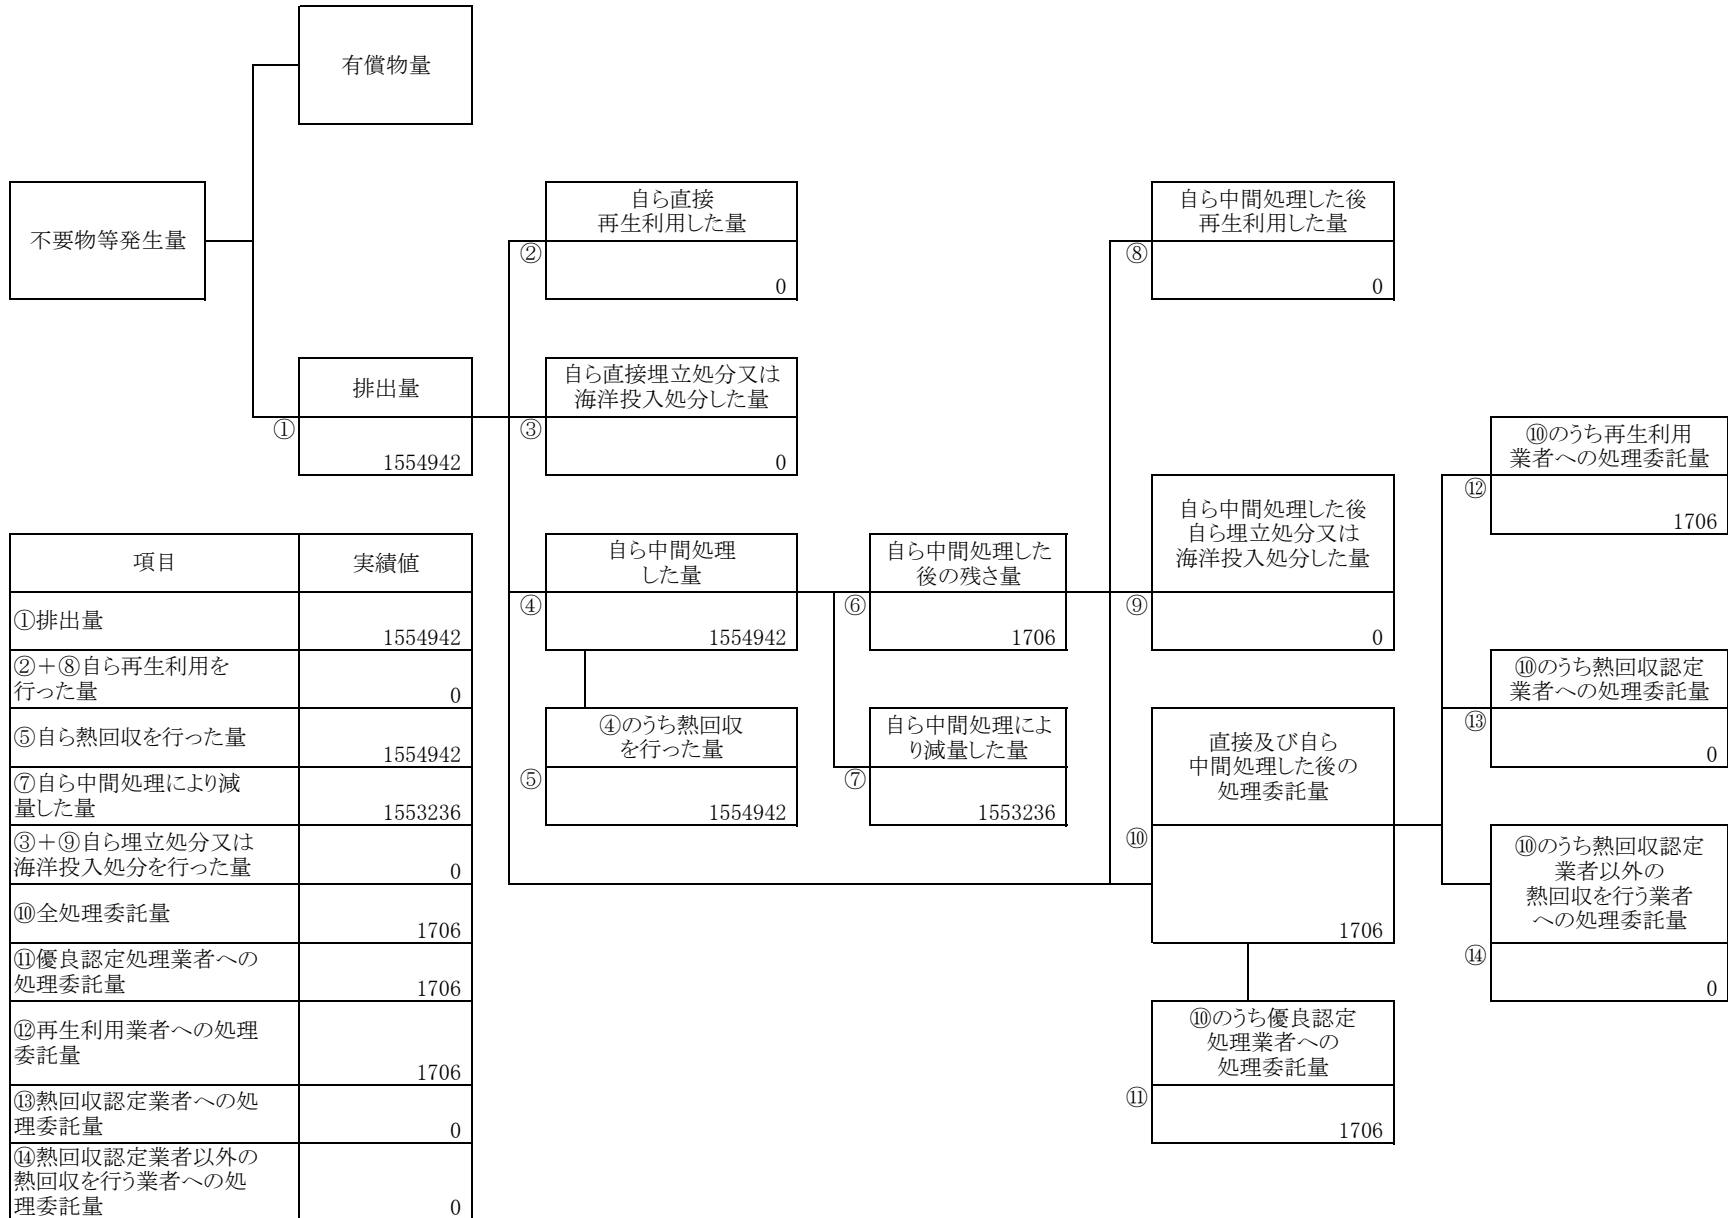 有償物量
不要物等発生量
排出量
①
1554942
自ら直接
再生利用した量
②
0
自ら直接埋立処分又は
海洋投入処分した量
③
0
自ら中間処理
した量
④
1554942
④のうち熱回収
を行った量
⑤
1554942
自ら中間処理した
後の残さ量
⑥
1706
自ら中間処理によ
り減量した量
⑦
1553236
自ら中間処理した後
再生利用した量
⑧
0
自ら中間処理した後
自ら埋立処分又は
海洋投入処分した量
⑨
0
直接及び自ら
中間処理した後の
処理委託量
⑩
1706
⑩のうち優良認定
処理業者への
処理委託量
⑪
1706
⑩のうち再生利用
業者への処理委託量
⑫
1706
⑩のうち熱回収認定
業者への処理委託量
⑬
0
⑩のうち熱回収認定
業者以外の
熱回収を行う業者
への処理委託量
⑭
0
項目 実績値
①排出量 1554942
②+⑧自ら再生利用を
行った量 0
⑤自ら熱回収を行った量 1554942
⑦自ら中間処理により減
量した量 1553236
③+⑨自ら埋立処分又は
海洋投入処分を行った量 0
⑩全処理委託量 1706
⑪優良認定処理業者への
処理委託量 1706
⑫再生利用業者への処理
委託量 1706
⑬熱回収認定業者への処
理委託量 0
⑭熱回収認定業者以外の
熱回収を行う業者への処
理委託量 0